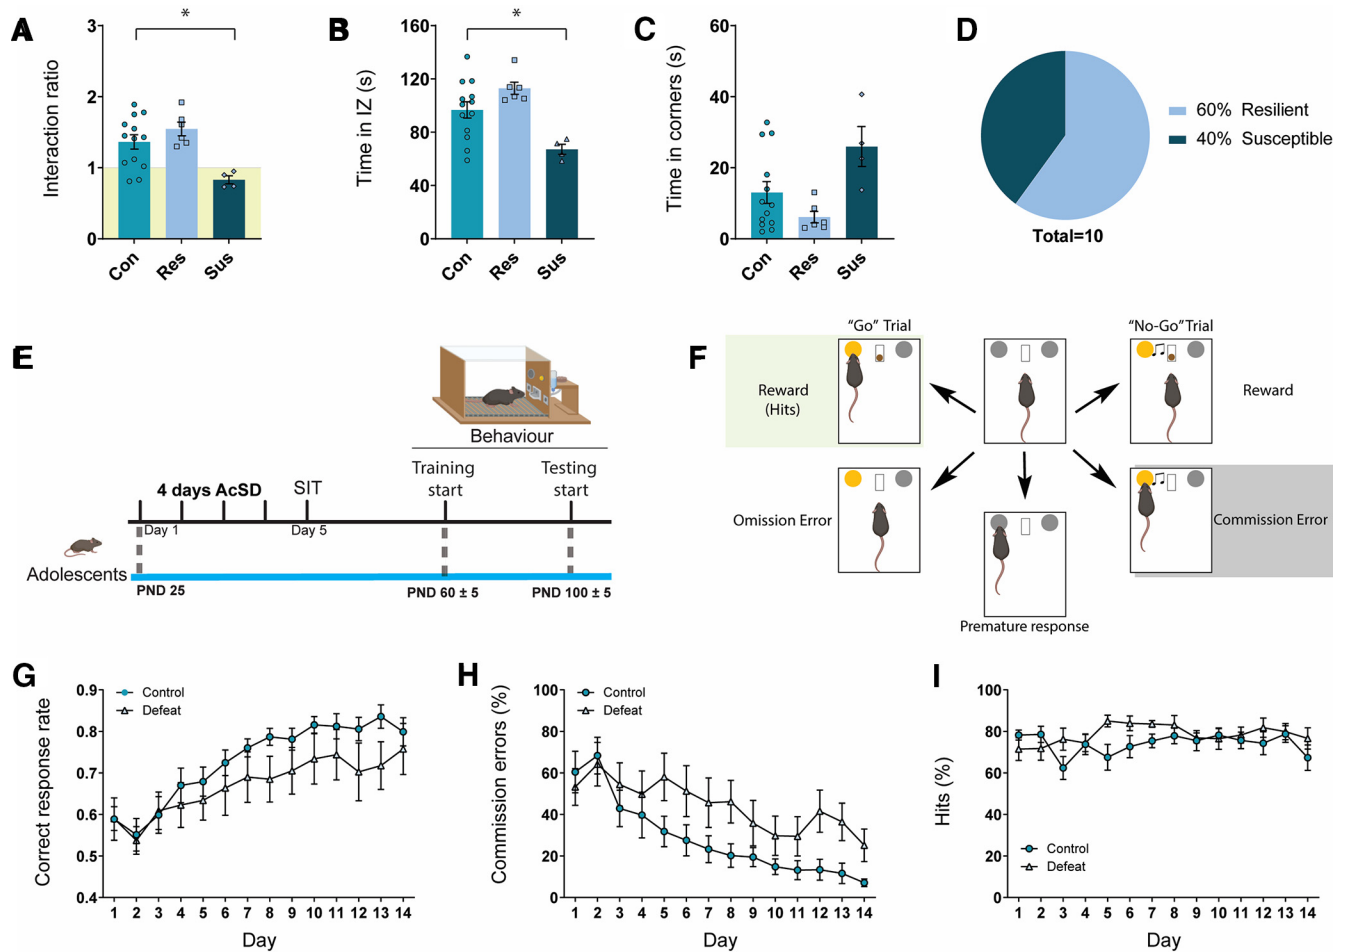 A
Interaction ratio
3
2
1
0
*
Con
Res
Sus
B
Time in IZ (s)
160
120
80
40
0
*
Con
Res
Sus
C
Time in corners (s)
60
40
20
0
Con
Res
Sus
D
60% Resilient
40% Susceptible
Total=10
E
Behaviour
Training
start
Testing
start
4 days AcSD
SIT
Day 1
Day 5
Adolescents
PND 25
PND 60 ± 5
PND 100 ± 5
F
“Go” Trial
“No-Go” Trial
Reward
(Hits)
Reward
Omission Error
Commission Error
Premature response
G
Correct response rate
0.9
0.8
0.7
0.6
0.5
0.4
Control
Defeat
1 2 3 4 5 6 7 8 9 10 11 12 13 14
Day
H
Commission errors (%)
100
80
60
40
20
0
Control
Defeat
1 2 3 4 5 6 7 8 9 10 11 12 13 14
Day
I
Hits (%)
100
80
60
40
20
0
Control
Defeat
1 2 3 4 5 6 7 8 9 10 11 12 13 14
Day